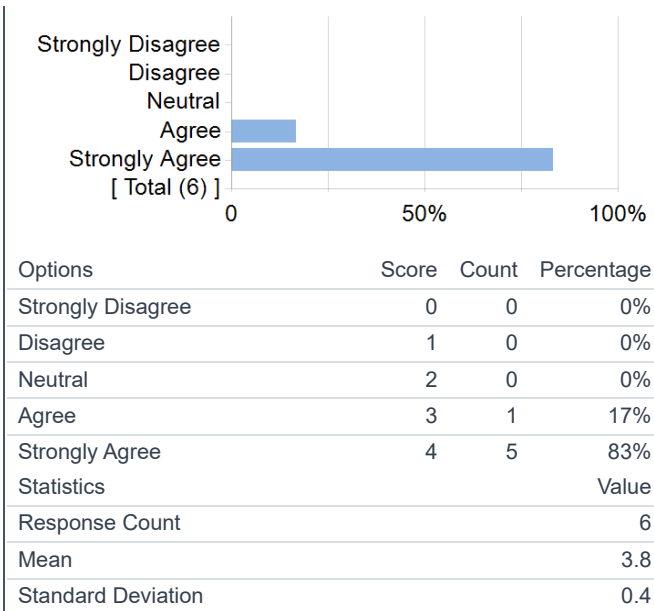 Strongly Disagree
Disagree
Neutral
Agree
Strongly Agree
[ Total (6) ]
0 50% 100%
Options Score Count Percentage
Strongly Disagree 0 0 0%
Disagree 1 0 0%
Neutral 2 0 0%
Agree 3 1 17%
Strongly Agree 4 5 83%
Statistics Value
Response Count 6
Mean 3.8
Standard Deviation 0.4